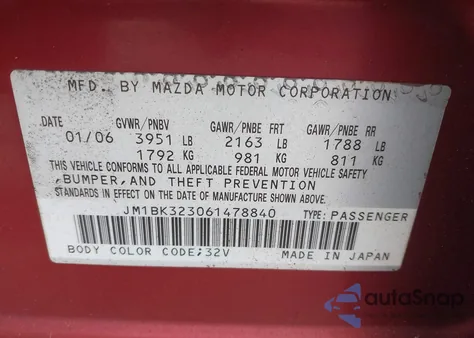 MFD. BY MAZDA MOTOR CORPORATION
DATE GVWR/PNBV GAWR/PNBE FRT GAWR/PNBE RR
01/06 3951 LB 2163 LB 1788 LB
1792 KG 981 KG 811 KG
THIS VEHICLE CONFORMS TO ALL APPLICABLE FEDERAL MOTOR VEHICLE SAFETY
,BUMPER,AND THEFT PREVENTION
STANDARDS IN EFFECT ON THE DATE OF MANUFACTURE SHOWN ABOVE.
JM1BK323061478840 TYPE: PASSENGER
BODY COLOR CODE;32V MADE IN JAPAN
autoSnap